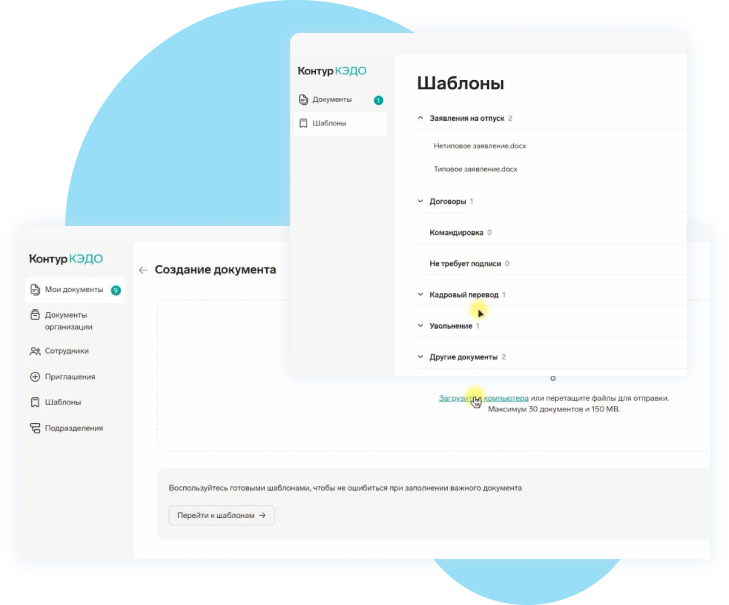 Контур КЭДО
Документы 1
Шаблоны
Шаблоны
Заявления на отпуск 2
Нетиповое заявление.docx
Типовое заявление.docx
Договоры 1
Командировка 0
Не требует подписи 0
Кадровый перевод 1
Увольнение 1
Другие документы 2
Контур КЭДО
Мои документы 9
Документы
организации
Сотрудники
Приглашения
Шаблоны
Подразделения
← Создание документа
компьютера или перетащите файлы для отправки.
Максимум 30 документов и 150 MB.
Воспользуйтесь готовыми шаблонами, чтобы не ошибиться при заполнении важного документа
Перейти к шаблонам →